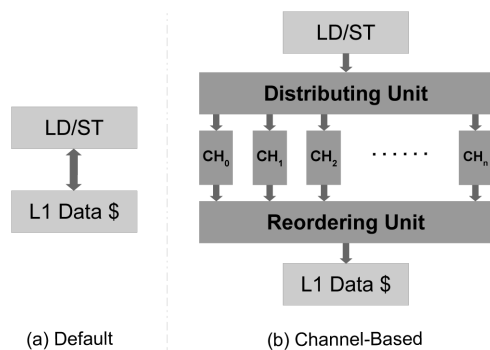 LD/ST
L1 Data $
(a) Default
LD/ST
Distributing Unit
CH0 CH1 CH2 ...... CHn
Reordering Unit
L1 Data $
(b) Channel-Based